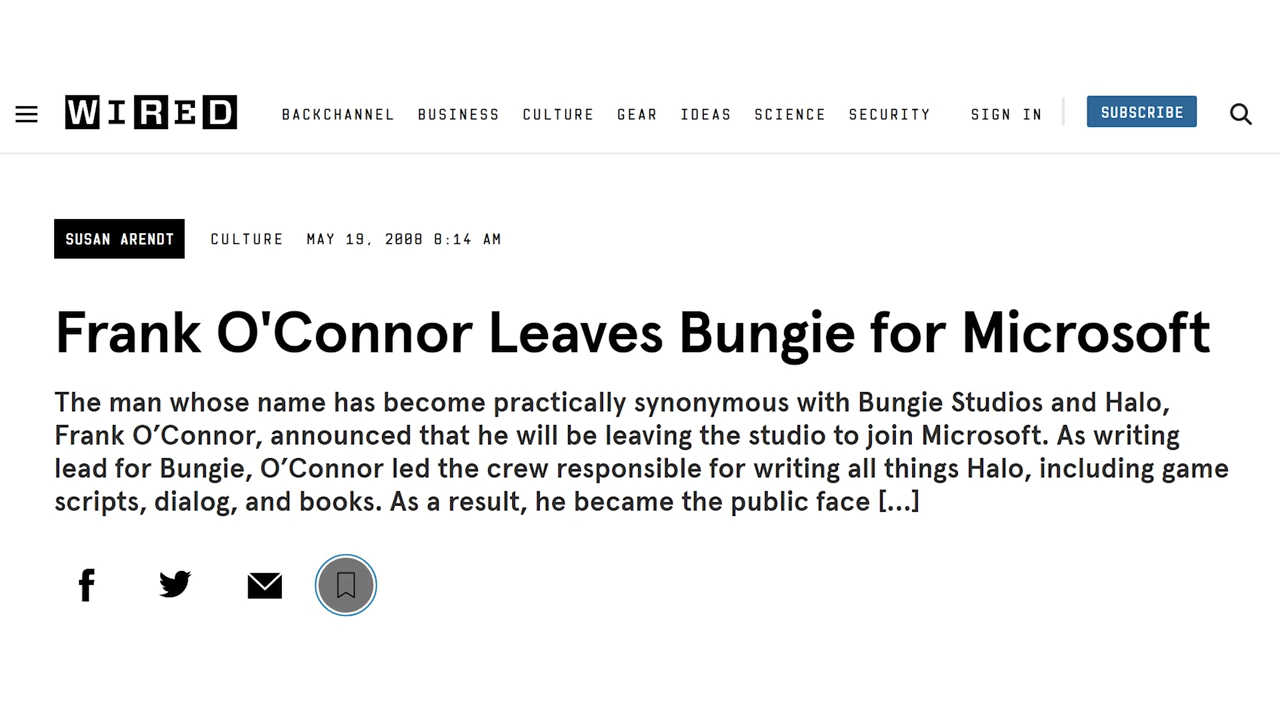 WIRED BACKCHANNEL BUSINESS CULTURE GEAR IDEAS SCIENCE SECURITY SIGN IN SUBSCRIBE
SUSAN ARENDT CULTURE MAY 19, 2008 8:14 AM
Frank O'Connor Leaves Bungie for Microsoft
The man whose name has become practically synonymous with Bungie Studios and Halo,
Frank O’Connor, announced that he will be leaving the studio to join Microsoft. As writing
lead for Bungie, O’Connor led the crew responsible for writing all things Halo, including game
scripts, dialog, and books. As a result, he became the public face [...]